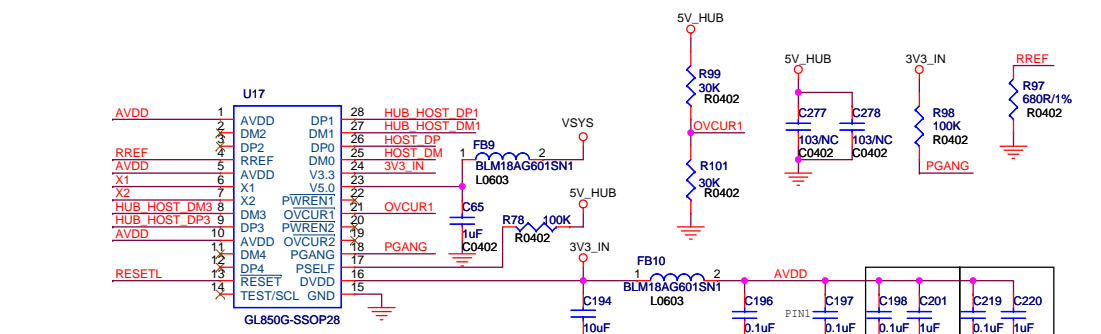 5V_HUB
5V_HUB
3V3_IN
RREF
R99
30K
R0402
R97
680R/1%
R0402
U17
AVDD 1 AVDD DP1 28 HUB_HOST_DP1
2 DM2 DM1 27 HUB_HOST_DM1
3 DP2 DP0 26 HOST_DP
RREF 4 RREF DM0 25 HOST_DM
AVDD 5 AVDD V3.3 24 3V3_IN
X1 6 X1 V5.0 23
X2 7 X2 PWREN1 22
HUB_HOST_DM3 8 DM3 OVCUR1 21 OVCUR1
HUB_HOST_DP3 9 DP3 PWREN2 20
AVDD 10 AVDD OVCUR2 19
11 DM4 PGANG 18 PGANG
12 DP4 PSELF 17
RESETL 13 RESET DVDD 16
14 TEST/SCL GND 15
GL850G-SSOP28
VSYS
FB9
1 2
BLM18AG601SN1
L0603
C65
1uF
C0402
5V_HUB
R78 100K
R0402
3V3_IN
OVCUR1
R101
30K
R0402
C277
103/NC
C0402
C278
103/NC
C0402
R98
100K
R0402
PGANG
FB10
1 2
BLM18AG601SN1
L0603
AVDD
C194
10uF
C196
0.1uF
PIN1
C197
0.1uF
C198
0.1uF
C201
1uF
C219
0.1uF
C220
1uF